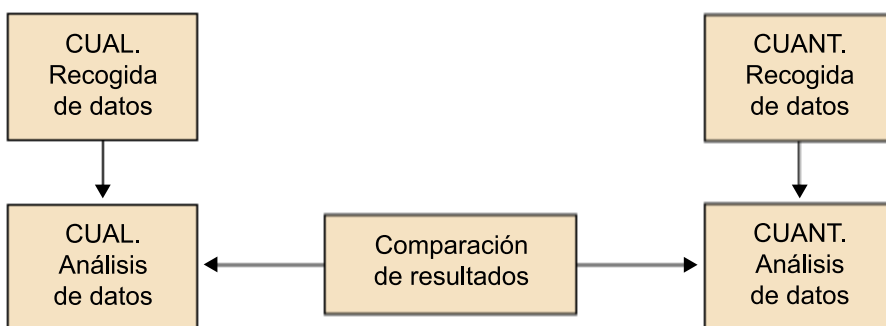 CUAL.
Recogida
de datos
CUANT.
Recogida
de datos
CUAL.
Análisis
de datos
Comparación
de resultados
CUANT.
Análisis
de datos